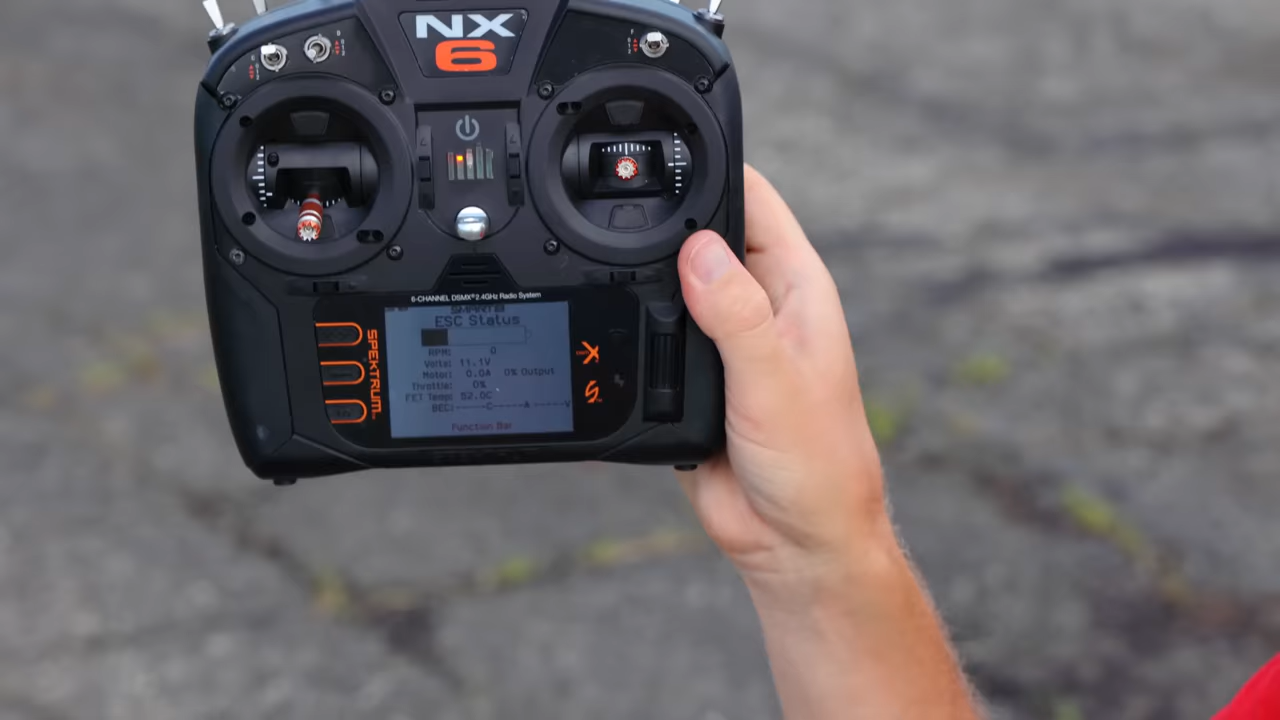 NX
6
6-CHANNEL DSMX® 2.4GHz Radio System
SPEKTRUM
SMART
ESC Status
RPM: 0
Volts: 11.1V
Motor: 0.0A 0% Output
Throttle: 0%
FET Temp: 52.0C
BEC: ----.--C ----.--A ----.--V
Function Bar